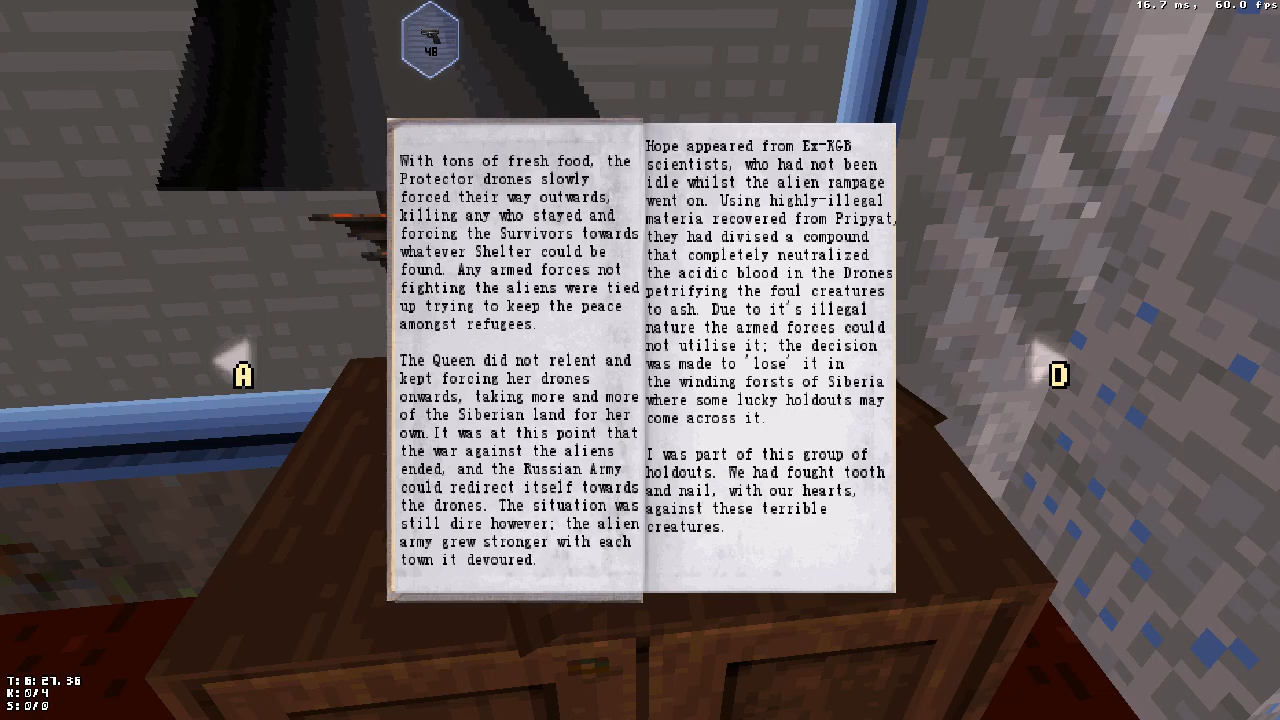 16.7 ms, 60.0 fps
48
With tons of fresh food, the
Protector drones slowly
forced their way outwards,
killing any who stayed and
forcing the Survivors towards
whatever Shelter could be
found. Any armed forces not
fighting the aliens were tied
up trying to keep the peace
amongst refugees.
The Queen did not relent and
kept forcing her drones
onwards, taking more and more
of the Siberian land for her
own.It was at this point that
the war against the aliens
ended, and the Russian Army
could redirect itself towards
the drones. The situation was
still dire however; the alien
army grew stronger with each
town it devoured.
Hope appeared from Ex-KGB
scientists, who had not been
idle whilst the alien rampage
went on. Using highly-illegal
materia recovered from Pripyat,
they had divised a compound
that completely neutralized
the acidic blood in the Drones
petrifying the foul creatures
to ash. Due to it's illegal
nature the armed forces could
not utilise it; the decision
was made to 'lose' it in
the winding forsts of Siberia
where some lucky holdouts may
come across it.
I was part of this group of
holdouts. We had fought tooth
and nail, with our hearts,
against these terrible
creatures.
A
D
T: 6:27.36
K: 0/4
S: 0/0